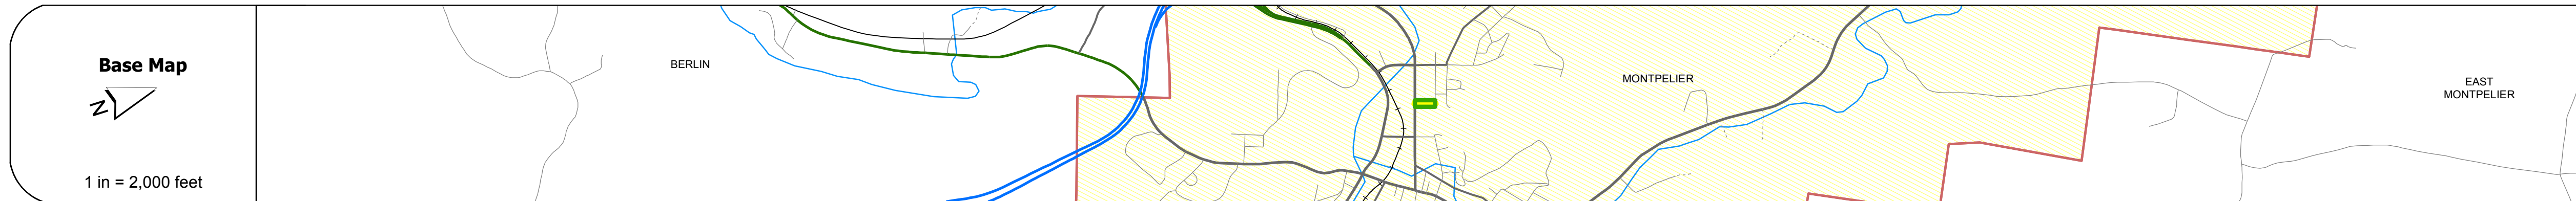 Base Map
N
1 in = 2,000 feet
BERLIN
MONTPELIER
EAST
MONTPELIER